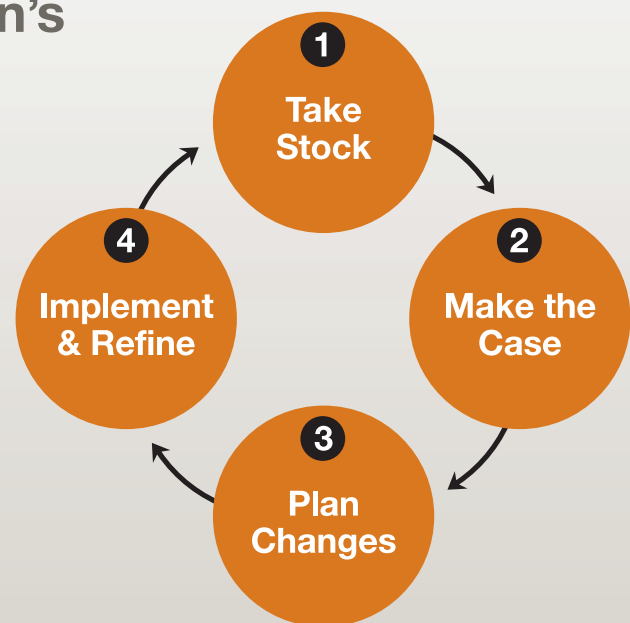 1
Take
Stock
2
Make the
Case
3
Plan
Changes
4
Implement
& Refine